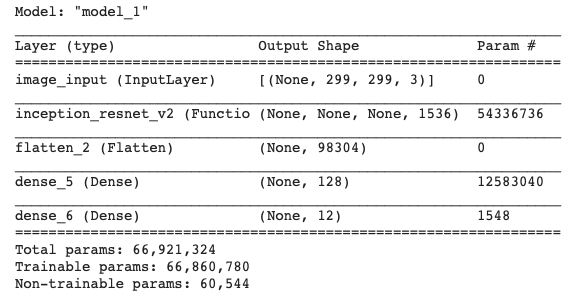 Model: "model_1"
Layer (type) Output Shape Param #
image_input (InputLayer) [(None, 299, 299, 3)] 0
inception_resnet_v2 (Functio (None, None, None, 1536) 54336736
flatten_2 (Flatten) (None, 98304) 0
dense_5 (Dense) (None, 128) 12583040
dense_6 (Dense) (None, 12) 1548
Total params: 66,921,324
Trainable params: 66,860,780
Non-trainable params: 60,544